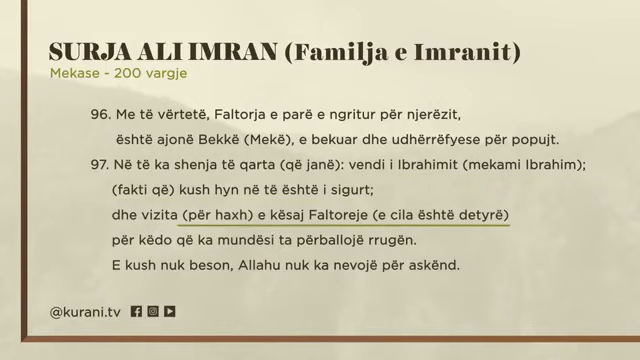 SURJA ALI IMRAN (Familja e Imranit)
Mekase - 200 vargje
96. Me të vërtetë, Faltorja e parë e ngritur për njerëzit,
është ajonë Bekkë (Mekë), e bekuar dhe udhërrëfyese për popujt.
97. Në të ka shenja të qarta (që janë): vendi i Ibrahimit (mekami Ibrahim);
(fakti që) kush hyn në të është i sigurt;
dhe vizita (për haxh) e kësaj Faltoreje (e cila është detyrë)
për këdo që ka mundësi ta përballojë rrugën.
E kush nuk beson, Allahu nuk ka nevojë për askënd.
@kurani.tv